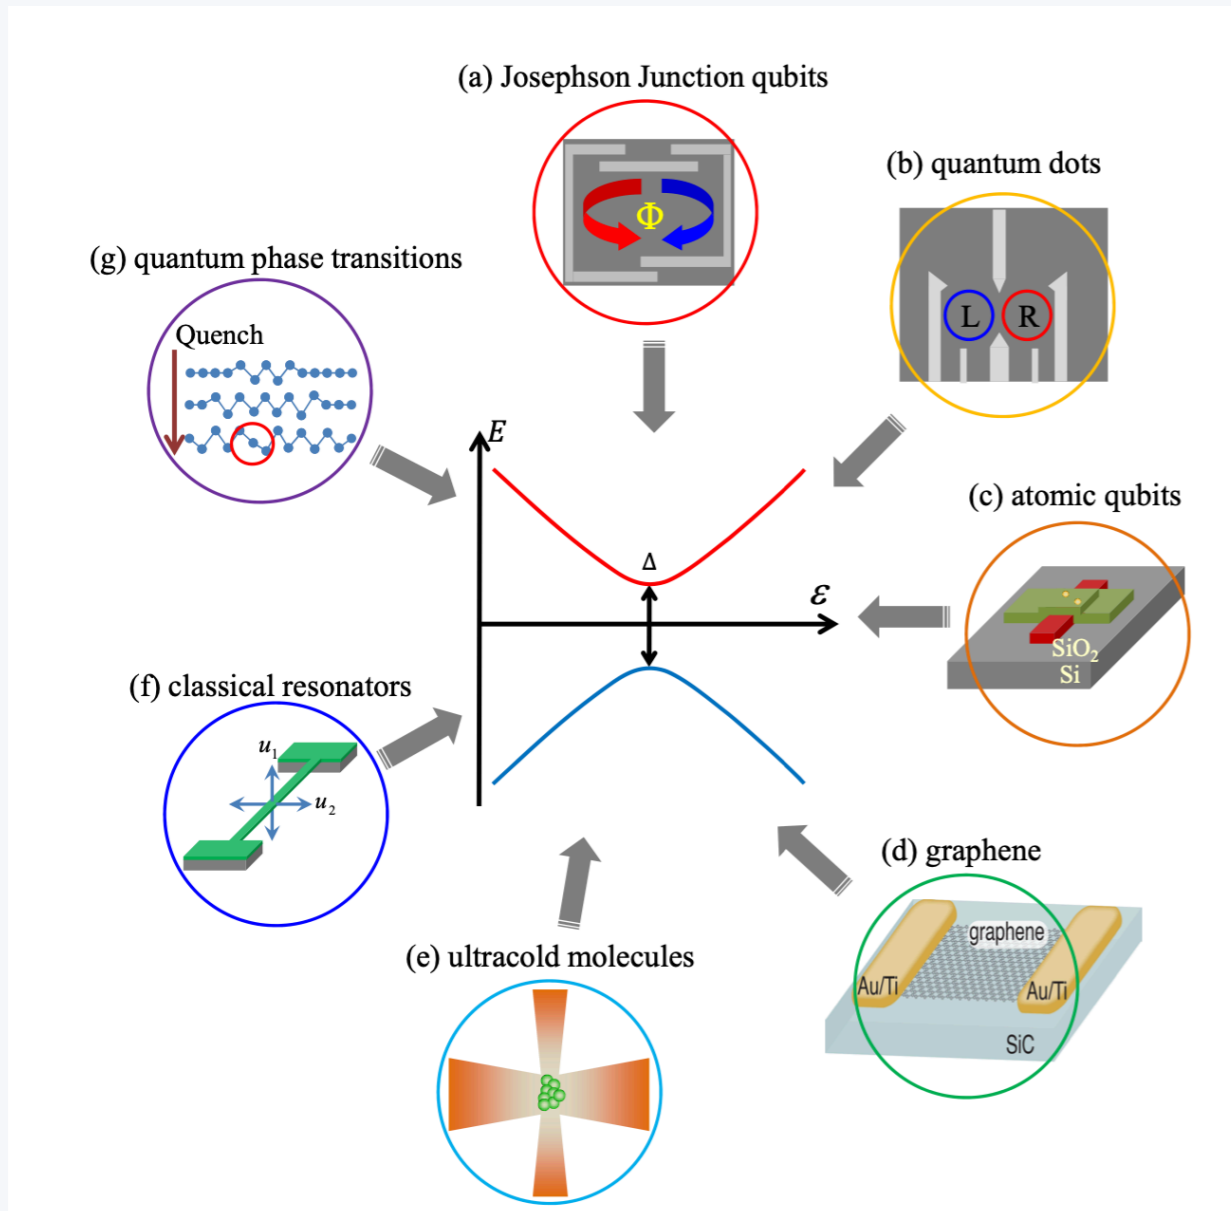 (a) Josephson Junction qubits
Φ
(b) quantum dots
L
R
(g) quantum phase transitions
Quench
E
(c) atomic qubits
Δ
ε
SiO₂
Si
(f) classical resonators
u₁
u₂
(d) graphene
graphene
Au/Ti
Au/Ti
SiC
(e) ultracold molecules